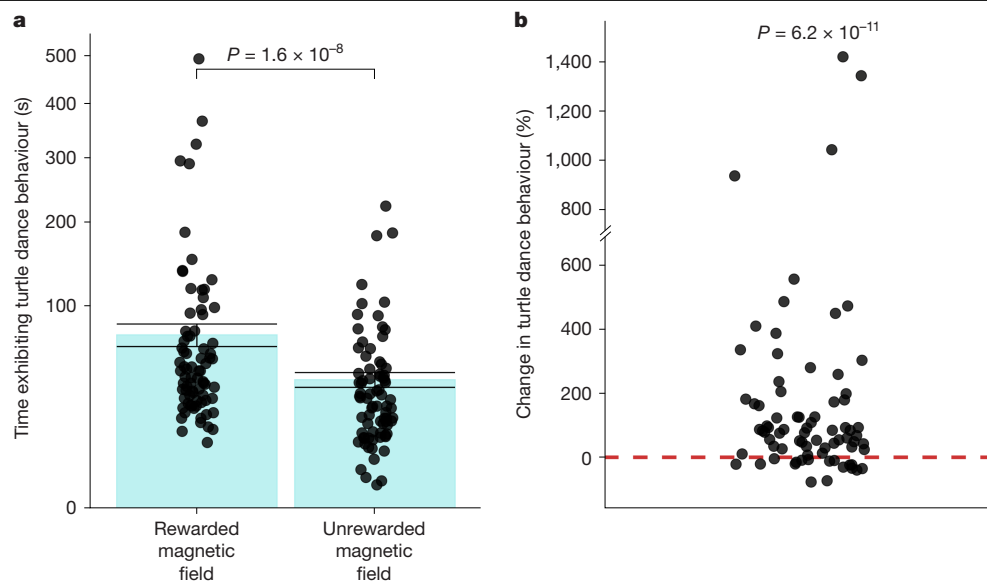 a
P = 1.6 × 10⁻⁸
Time exhibiting turtle dance behaviour (s)
500
400
300
200
100
0
Rewarded
magnetic
field
Unrewarded
magnetic
field
b
P = 6.2 × 10⁻¹¹
Change in turtle dance behaviour (%)
1,400
1,200
1,000
800
600
400
200
0